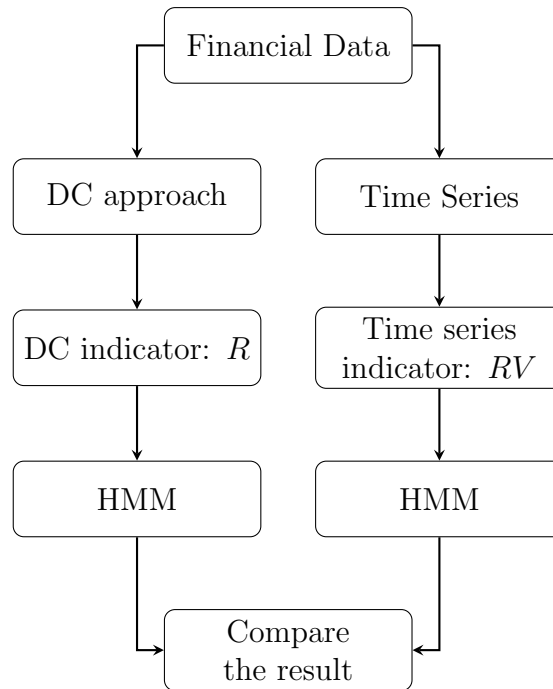 Financial Data
DC approach
Time Series
DC indicator: R
Time series
indicator: RV
HMM
HMM
Compare
the result